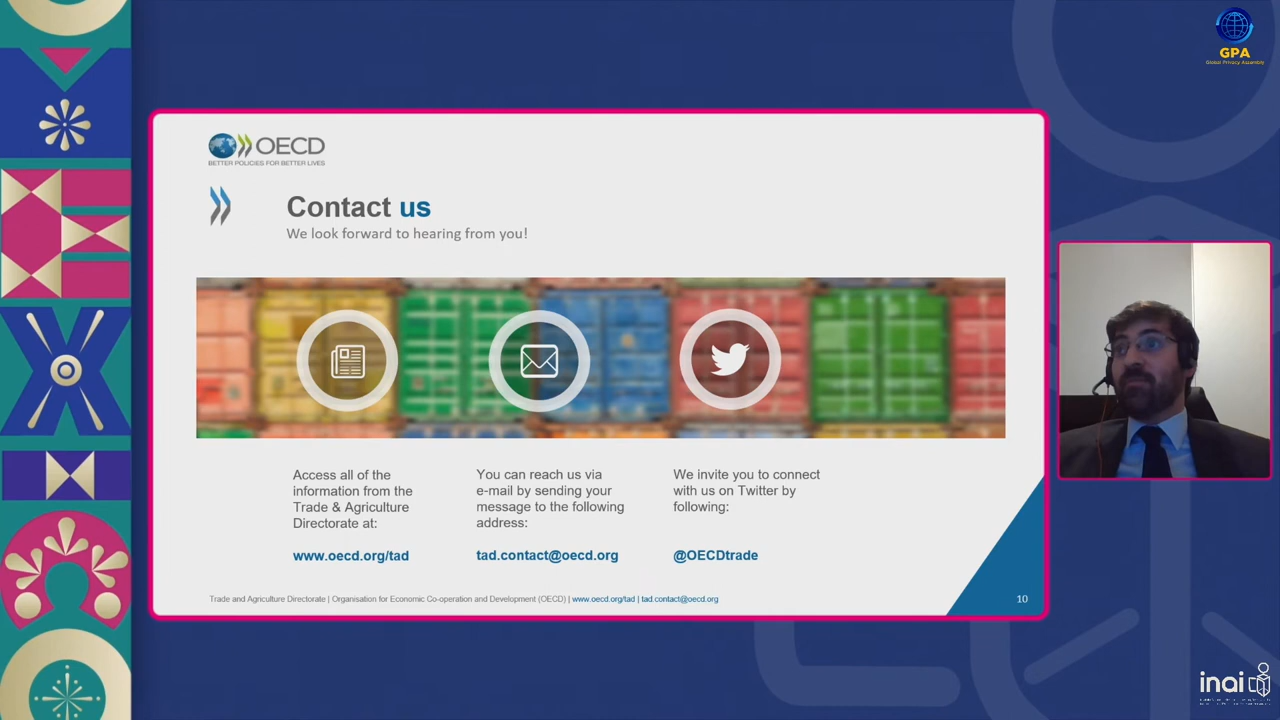 GPA
Global Privacy Assembly
OECD
BETTER POLICIES FOR BETTER LIVES
Contact us
We look forward to hearing from you!
Access all of the
information from the
Trade & Agriculture
Directorate at:
www.oecd.org/tad
You can reach us via
e-mail by sending your
message to the following
address:
tad.contact@oecd.org
We invite you to connect
with us on Twitter by
following:
@OECDtrade
Trade and Agriculture Directorate | Organisation for Economic Co-operation and Development (OECD) | www.oecd.org/tad | tad.contact@oecd.org
10
inai